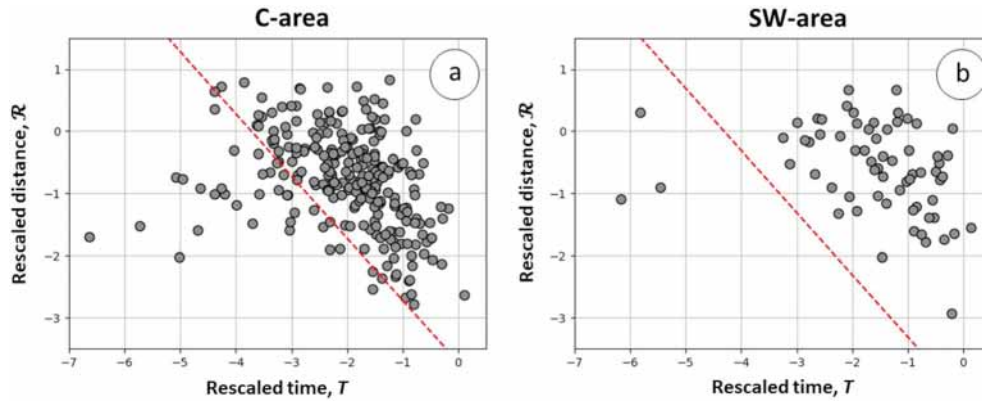 C-area
SW-area
a
b
Rescaled distance, ℛ
1
0
−1
−2
−3
−7 −6 −5 −4 −3 −2 −1 0
Rescaled time, T
Rescaled distance, ℛ
1
0
−1
−2
−3
−7 −6 −5 −4 −3 −2 −1 0
Rescaled time, T